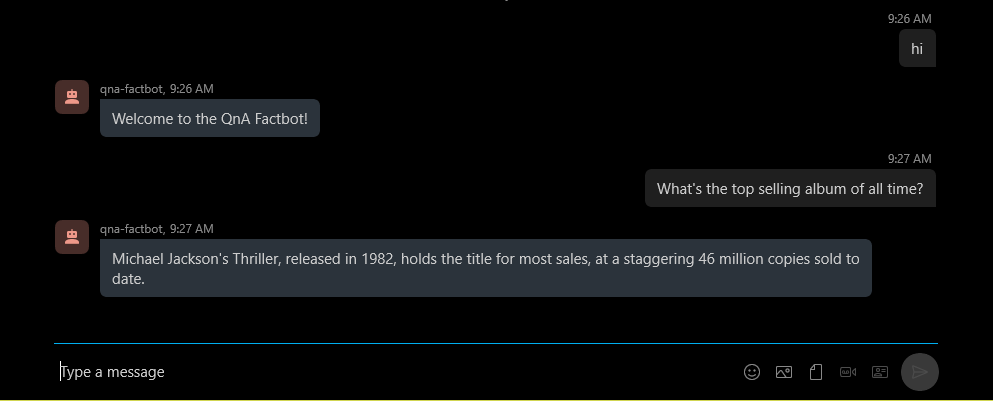 9:26 AM
hi
qna-factbot, 9:26 AM
Welcome to the QnA Factbot!
9:27 AM
What's the top selling album of all time?
qna-factbot, 9:27 AM
Michael Jackson's Thriller, released in 1982, holds the title for most sales, at a staggering 46 million copies sold to
date.
Type a message